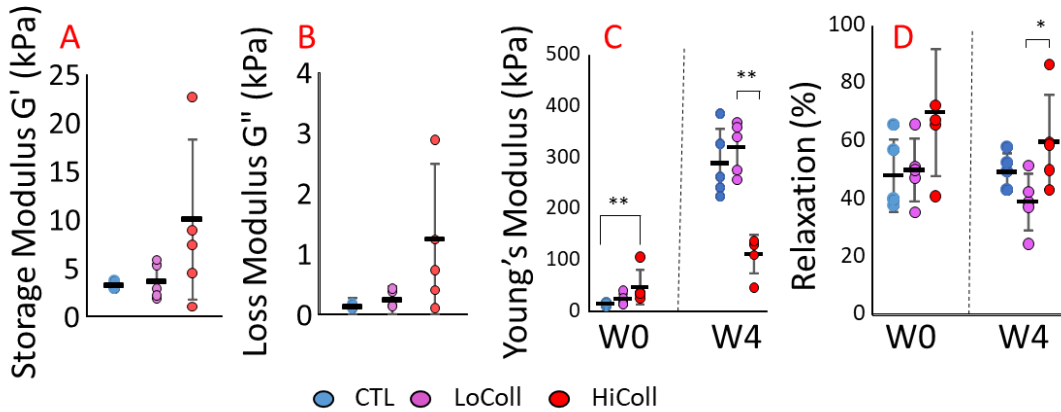 A
B
C
D
Storage Modulus G' (kPa)
25
20
15
10
5
0
Loss Modulus G" (kPa)
4
3
2
1
0
Young's Modulus (kPa)
500
400
300
200
100
0
**
**
W0
W4
Relaxation (%)
100
80
60
40
20
0
*
W0
W4
CTL
LoColl
HiColl